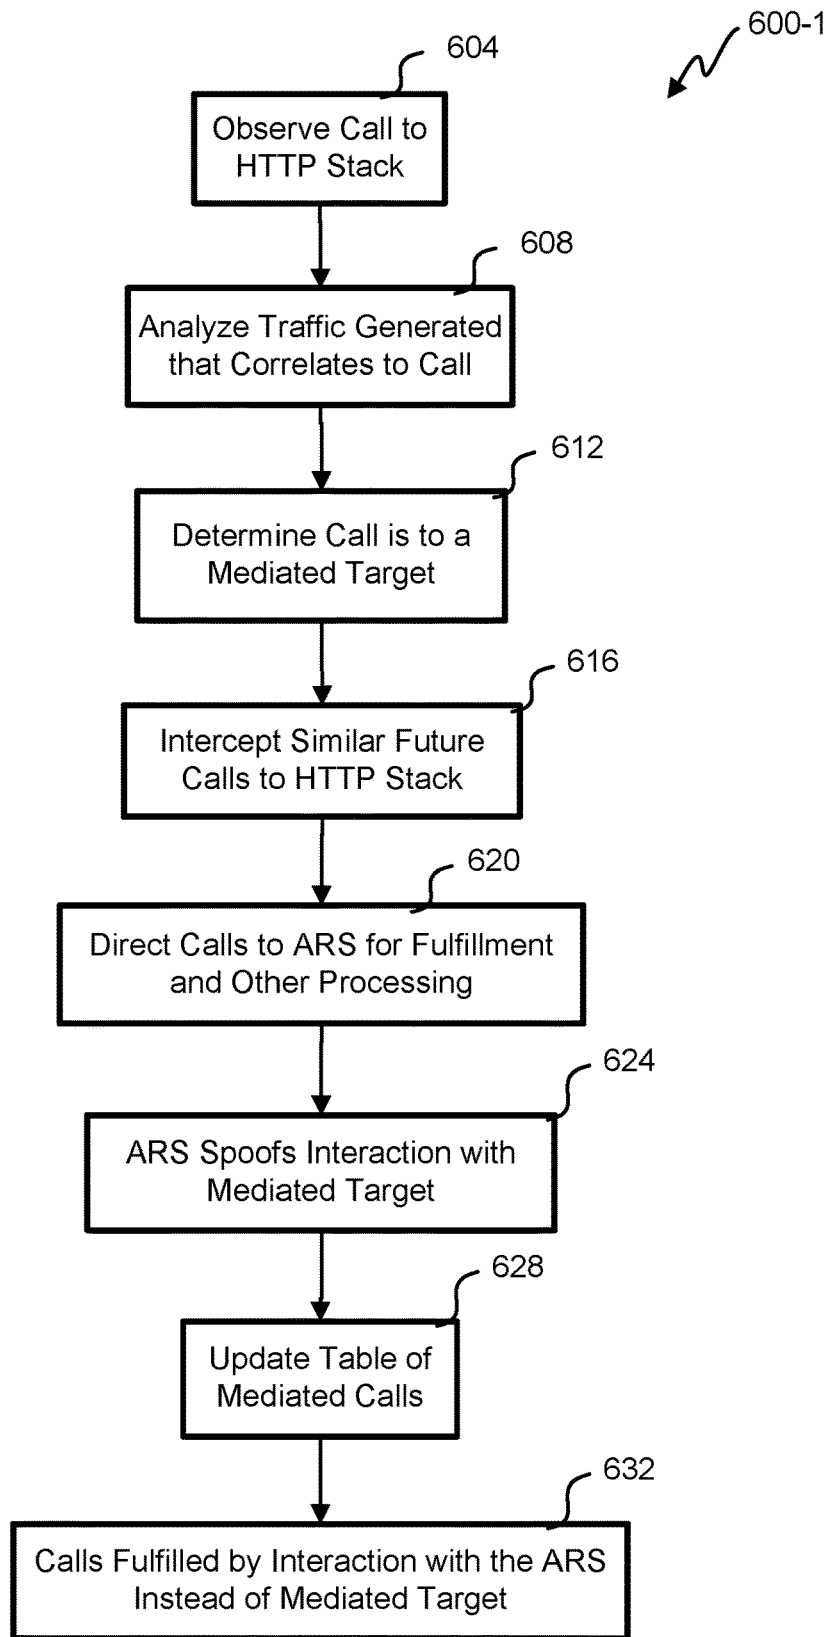 600-1
604
Observe Call to
HTTP Stack
608
Analyze Traffic Generated
that Correlates to Call
612
Determine Call is to a
Mediated Target
616
Intercept Similar Future
Calls to HTTP Stack
620
Direct Calls to ARS for Fulfillment
and Other Processing
624
ARS Spoofs Interaction with
Mediated Target
628
Update Table of
Mediated Calls
632
Calls Fulfilled by Interaction with the ARS
Instead of Mediated Target